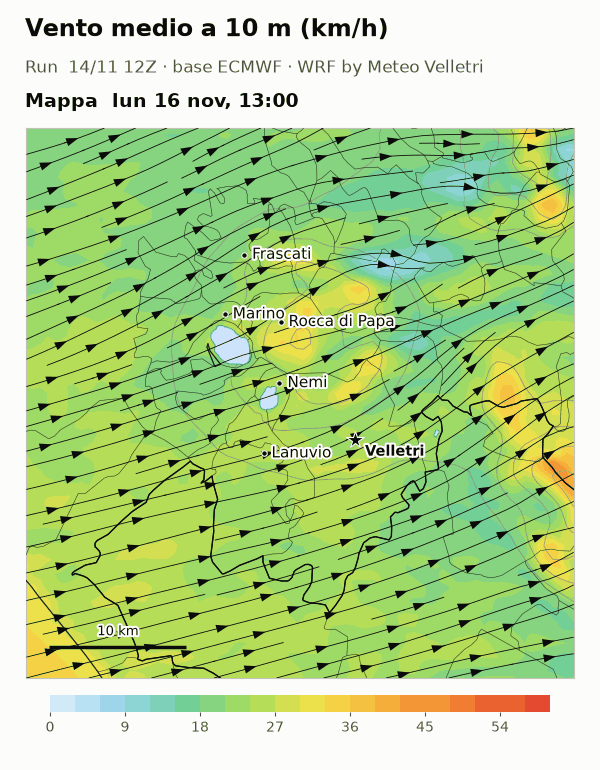 Vento medio a 10 m (km/h)
Run  14/11 12Z · base ECMWF · WRF by Meteo Velletri
Mappa  lun 16 nov, 13:00
Frascati
Marino
Rocca di Papa
Nemi
Velletri
Lanuvio
10 km
0 9 18 27 36 45 54